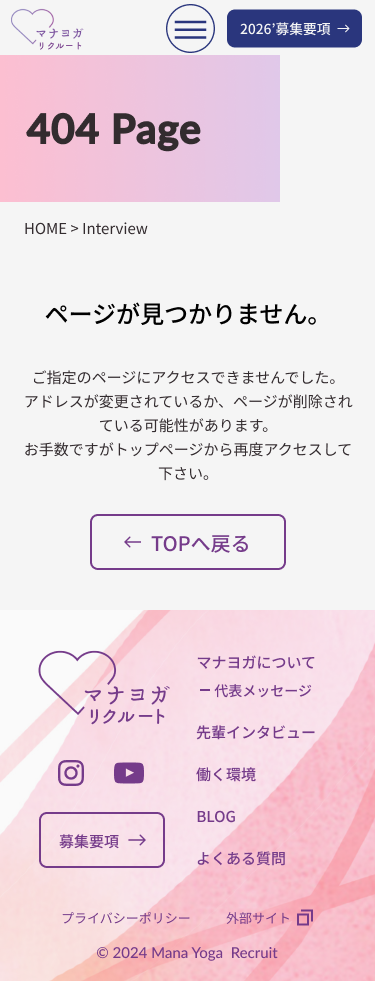 マナヨガ
リクルート
2026’募集要項 →
404 Page
HOME > Interview
ページが見つかりません。
ご指定のページにアクセスできませんでした。
アドレスが変更されているか、ページが削除され
ている可能性があります。
お手数ですがトップページから再度アクセスして
下さい。
← TOPへ戻る
マナヨガ
リクルート
募集要項 →
マナヨガについて
ー 代表メッセージ
先輩インタビュー
働く環境
BLOG
よくある質問
プライバシーポリシー
外部サイト
© 2024 Mana Yoga Recruit